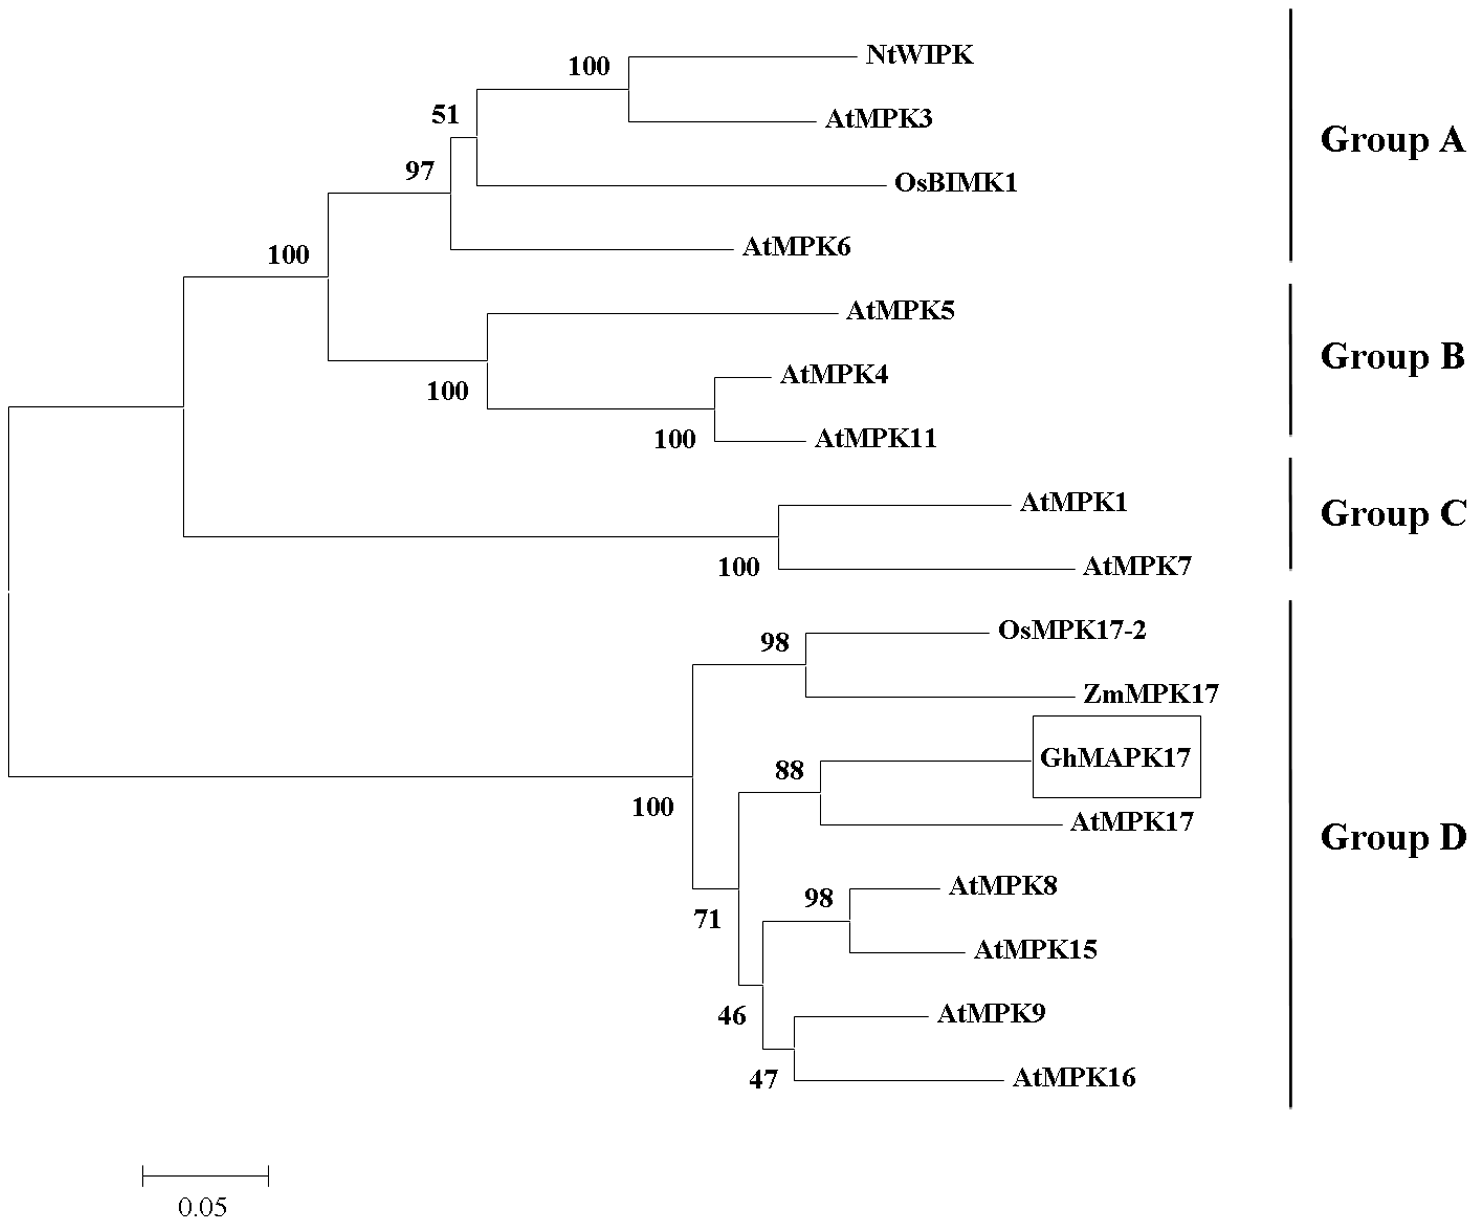 NtWIPK
100
AtMPK3
51
Group A
97
OsBIMK1
AtMPK6
100
AtMPK5
Group B
AtMPK4
100
AtMPK11
100
AtMPK1
Group C
100
AtMPK7
OsMPK17-2
98
ZmMPK17
GhMAPK17
88
100
AtMPK17
Group D
AtMPK8
98
71
AtMPK15
46
AtMPK9
47
AtMPK16
0.05